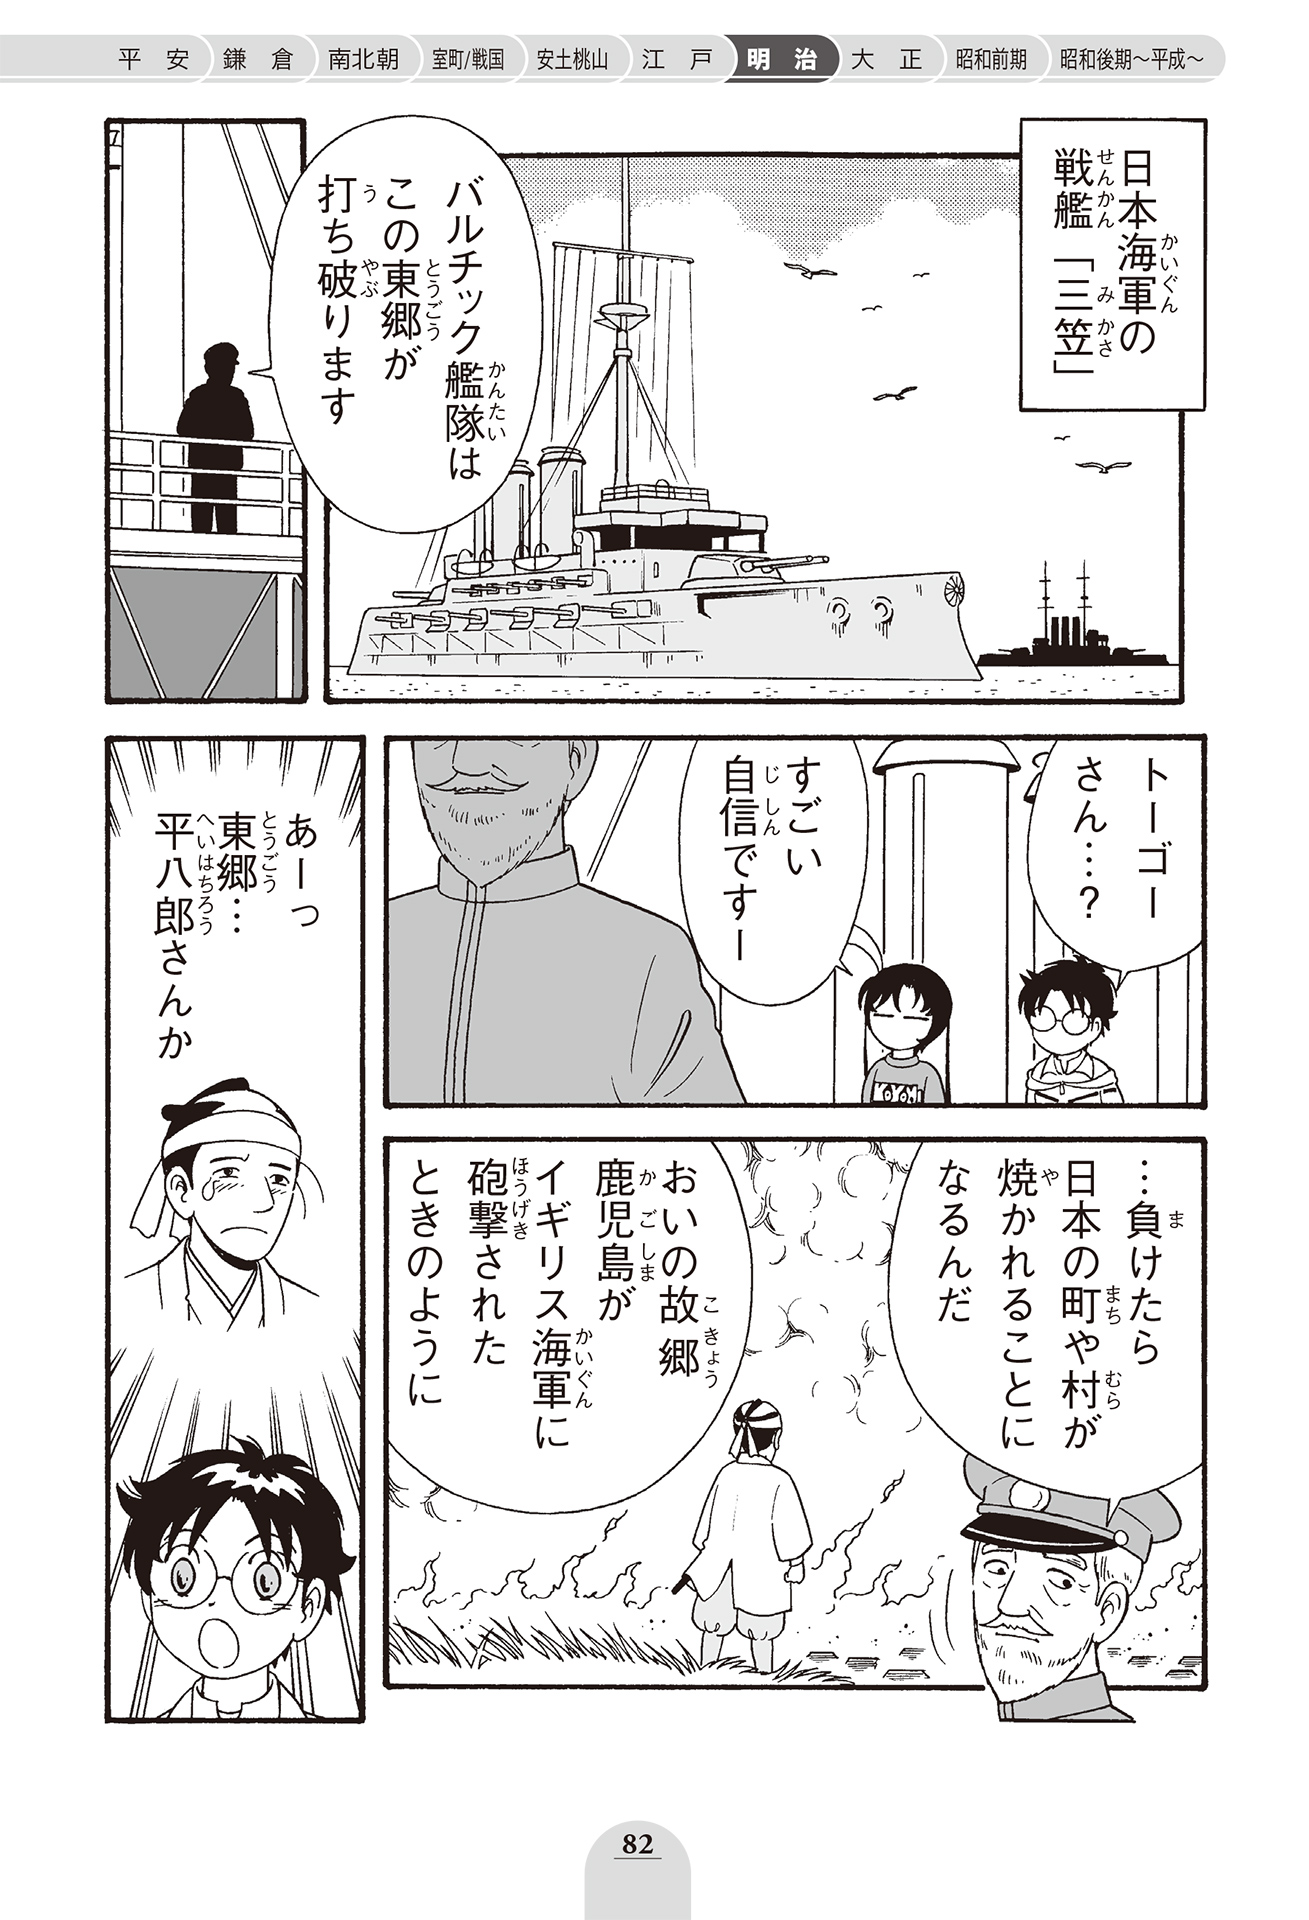 平安 鎌倉 南北朝 室町/戦国 安土桃山 江戸 明治 大正 昭和前期 昭和後期〜平成〜
日本海軍の
戦艦「三笠」
バルチック艦隊は
この東郷が
打ち破ります
トーゴー
さん…?
すごい
自信ですー
…負けたら
日本の町や村が
焼かれることに
なるんだ
おいの故郷
鹿児島が
イギリス海軍に
砲撃された
ときのように
あーっ
東郷…
平八郎さんか
82